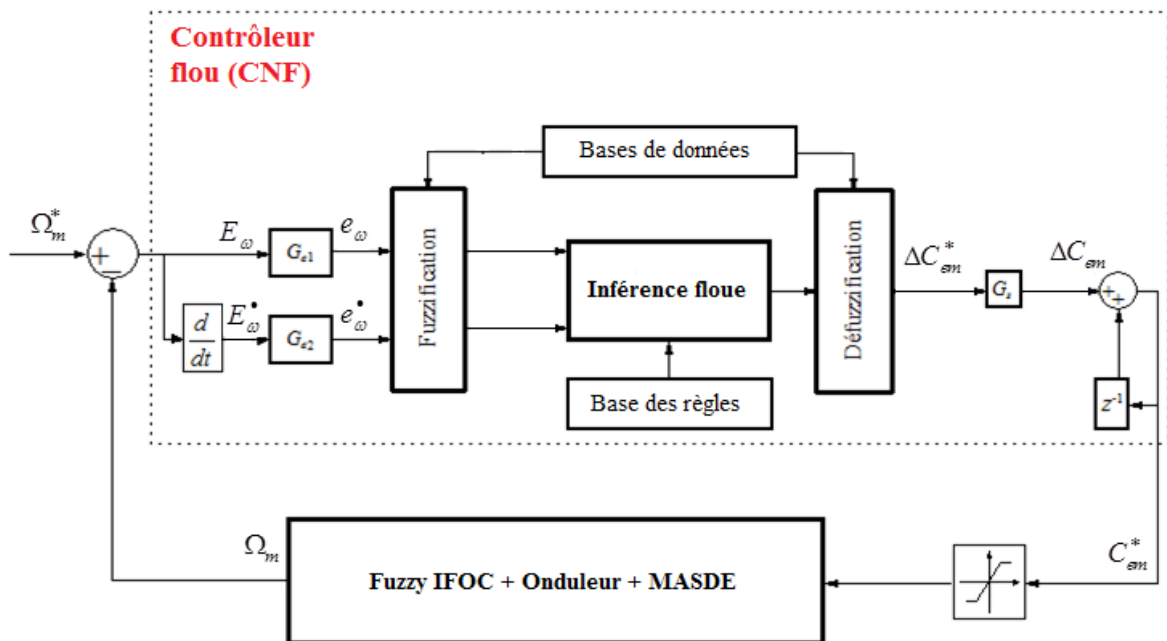 Contrôleur
flou (CNF)
Bases de données
Ω*m
+
−
Eω
Ge1
eω
Fuzzification
Inférence floue
Défuzzification
ΔC*em
Gs
ΔCem
+
+
d/dt
E•ω
Ge2
e•ω
Base des règles
z-1
Ωm
Fuzzy IFOC + Onduleur + MASDE
C*em